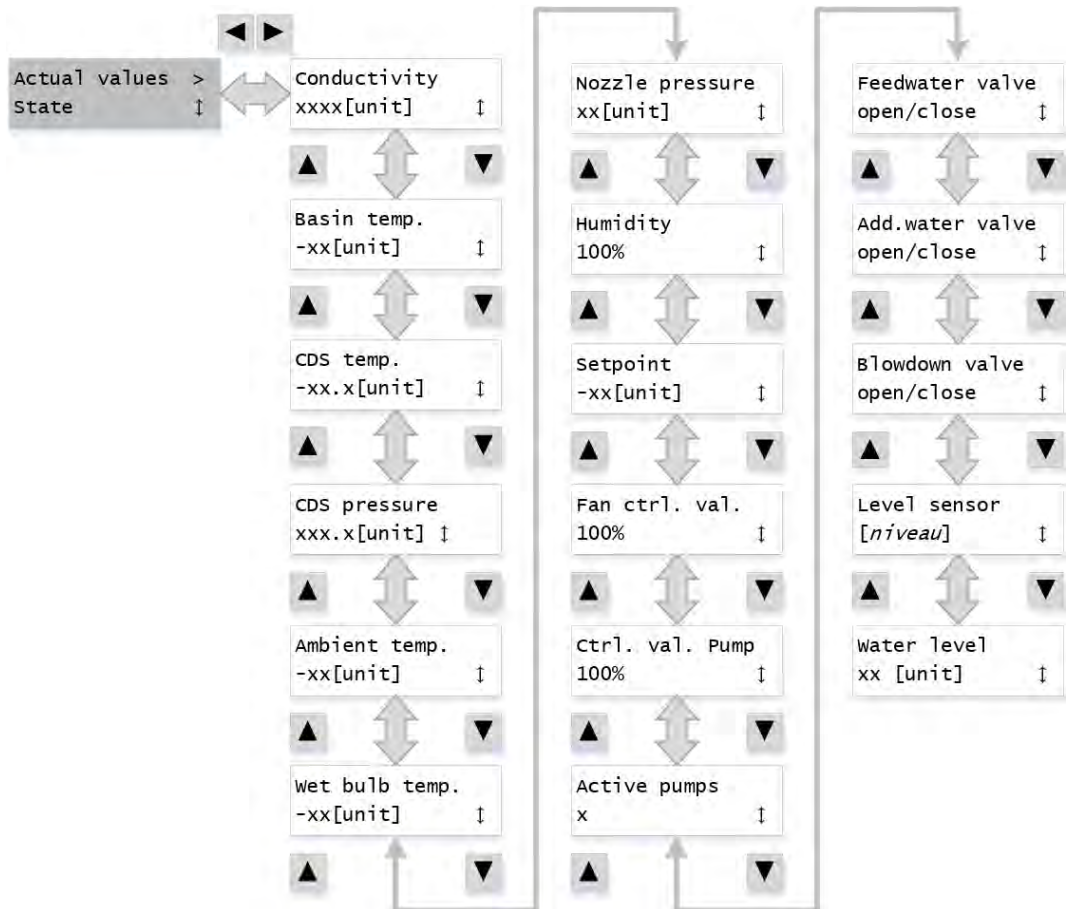 Actual values >
State ↕
Conductivity
xxxx[unit] ↕
Basin temp.
-xx[unit] ↕
CDS temp.
-xx.x[unit] ↕
CDS pressure
xxx.x[unit] ↕
Ambient temp.
-xx[unit] ↕
Wet bulb temp.
-xx[unit] ↕
Nozzle pressure
xx[unit] ↕
Humidity
100% ↕
Setpoint
-xx[unit] ↕
Fan ctrl. val.
100% ↕
Ctrl. val. Pump
100% ↕
Active pumps
x ↕
Feedwater valve
open/close ↕
Add.water valve
open/close ↕
Blowdown valve
open/close ↕
Level sensor
[niveau] ↕
Water level
xx [unit] ↕